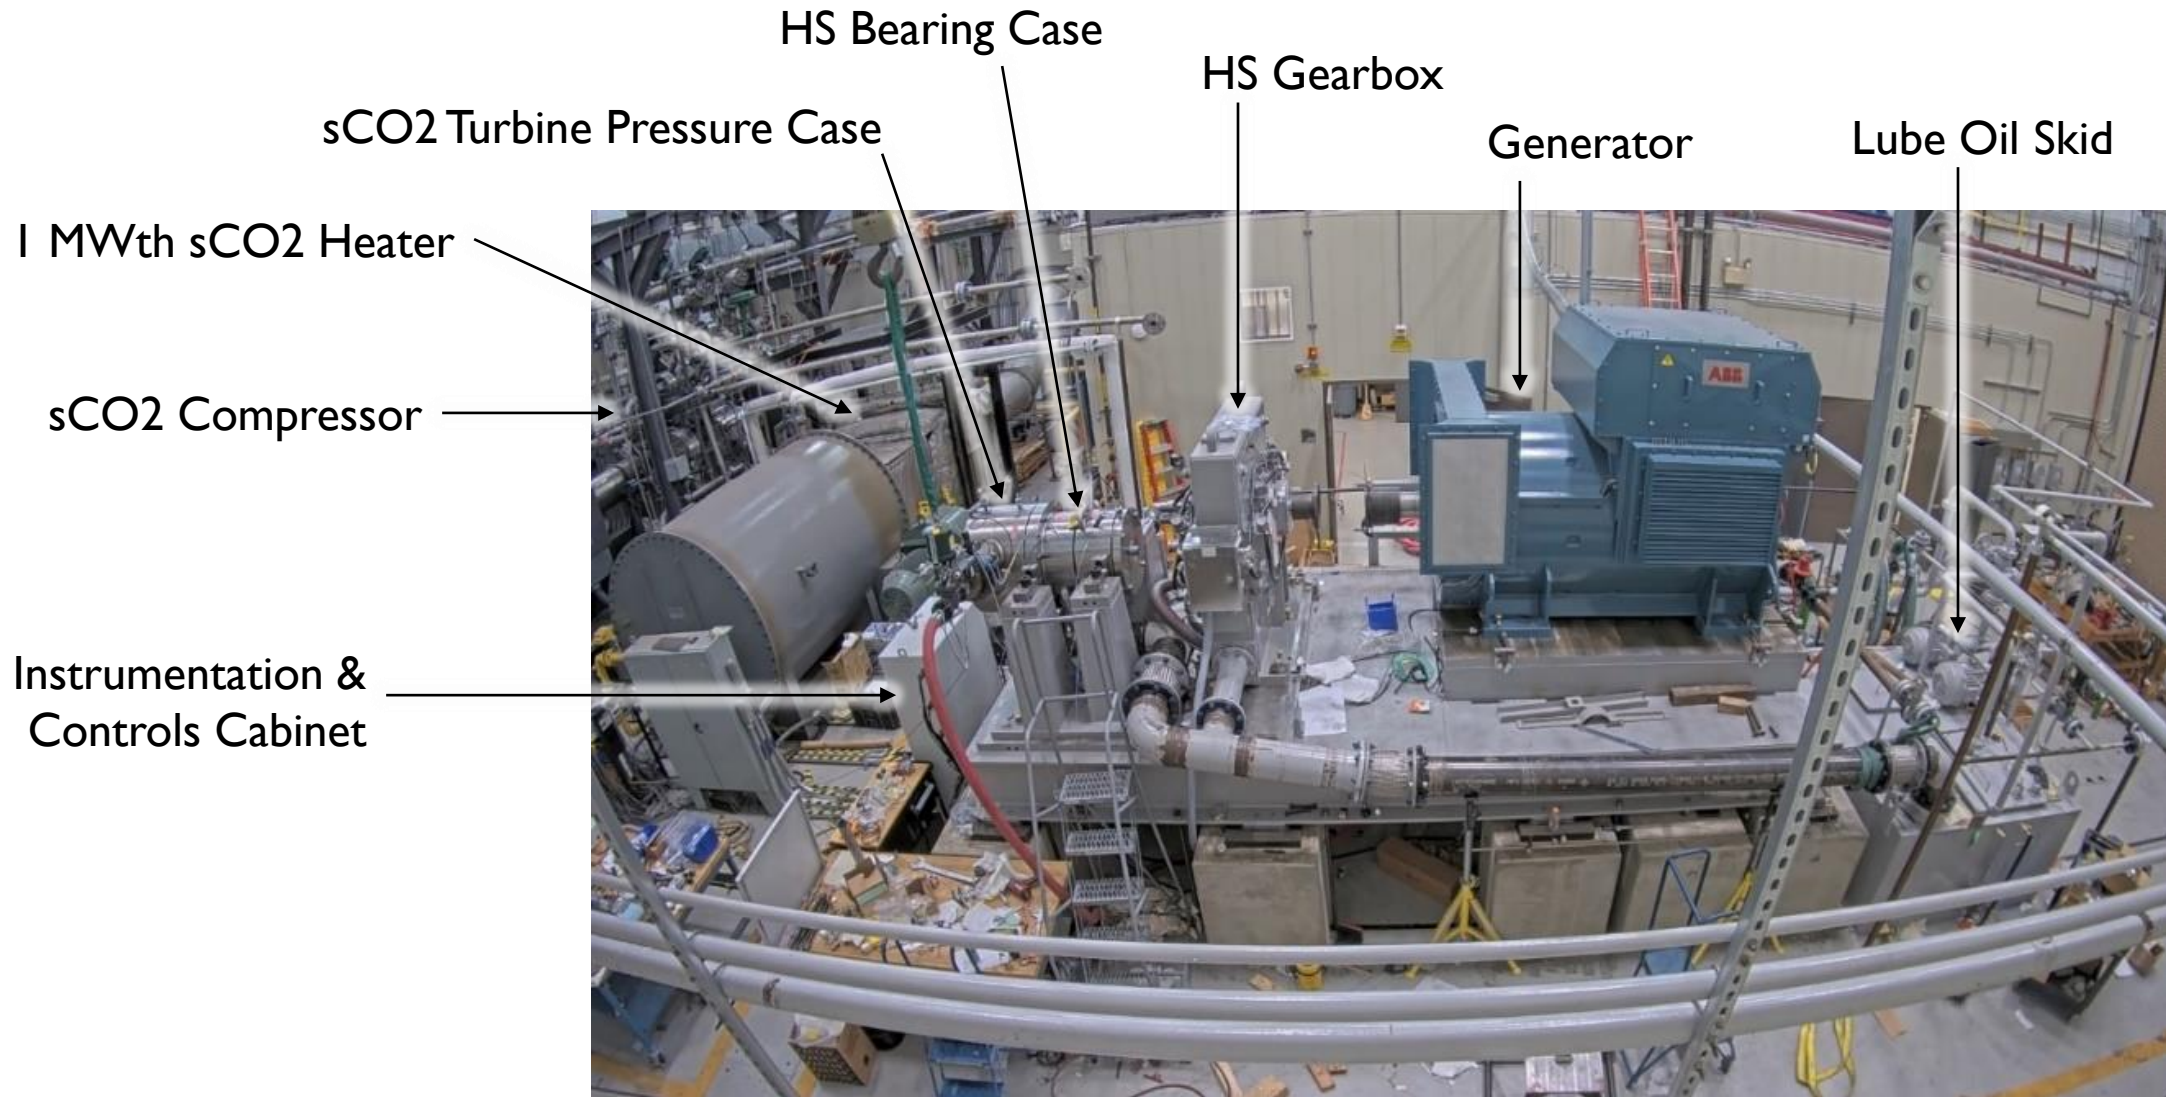 HS Bearing Case
HS Gearbox
sCO2 Turbine Pressure Case
Generator
Lube Oil Skid
1 MWth sCO2 Heater
sCO2 Compressor
Instrumentation &
Controls Cabinet
ABB